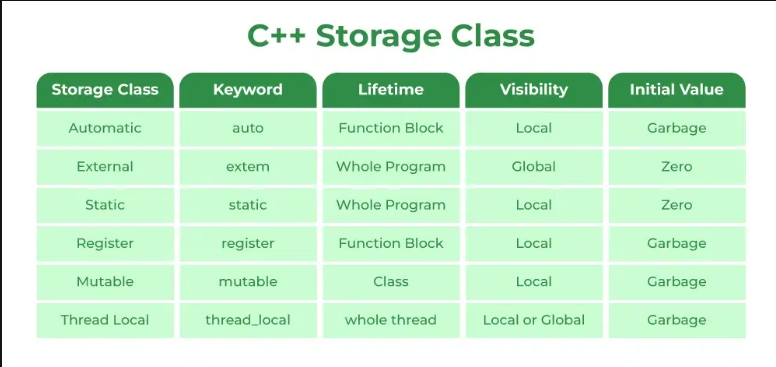 C++ Storage Class
Storage Class Keyword Lifetime Visibility Initial Value
Automatic auto Function Block Local Garbage
External extem Whole Program Global Zero
Static static Whole Program Local Zero
Register register Function Block Local Garbage
Mutable mutable Class Local Garbage
Thread Local thread_local whole thread Local or Global Garbage